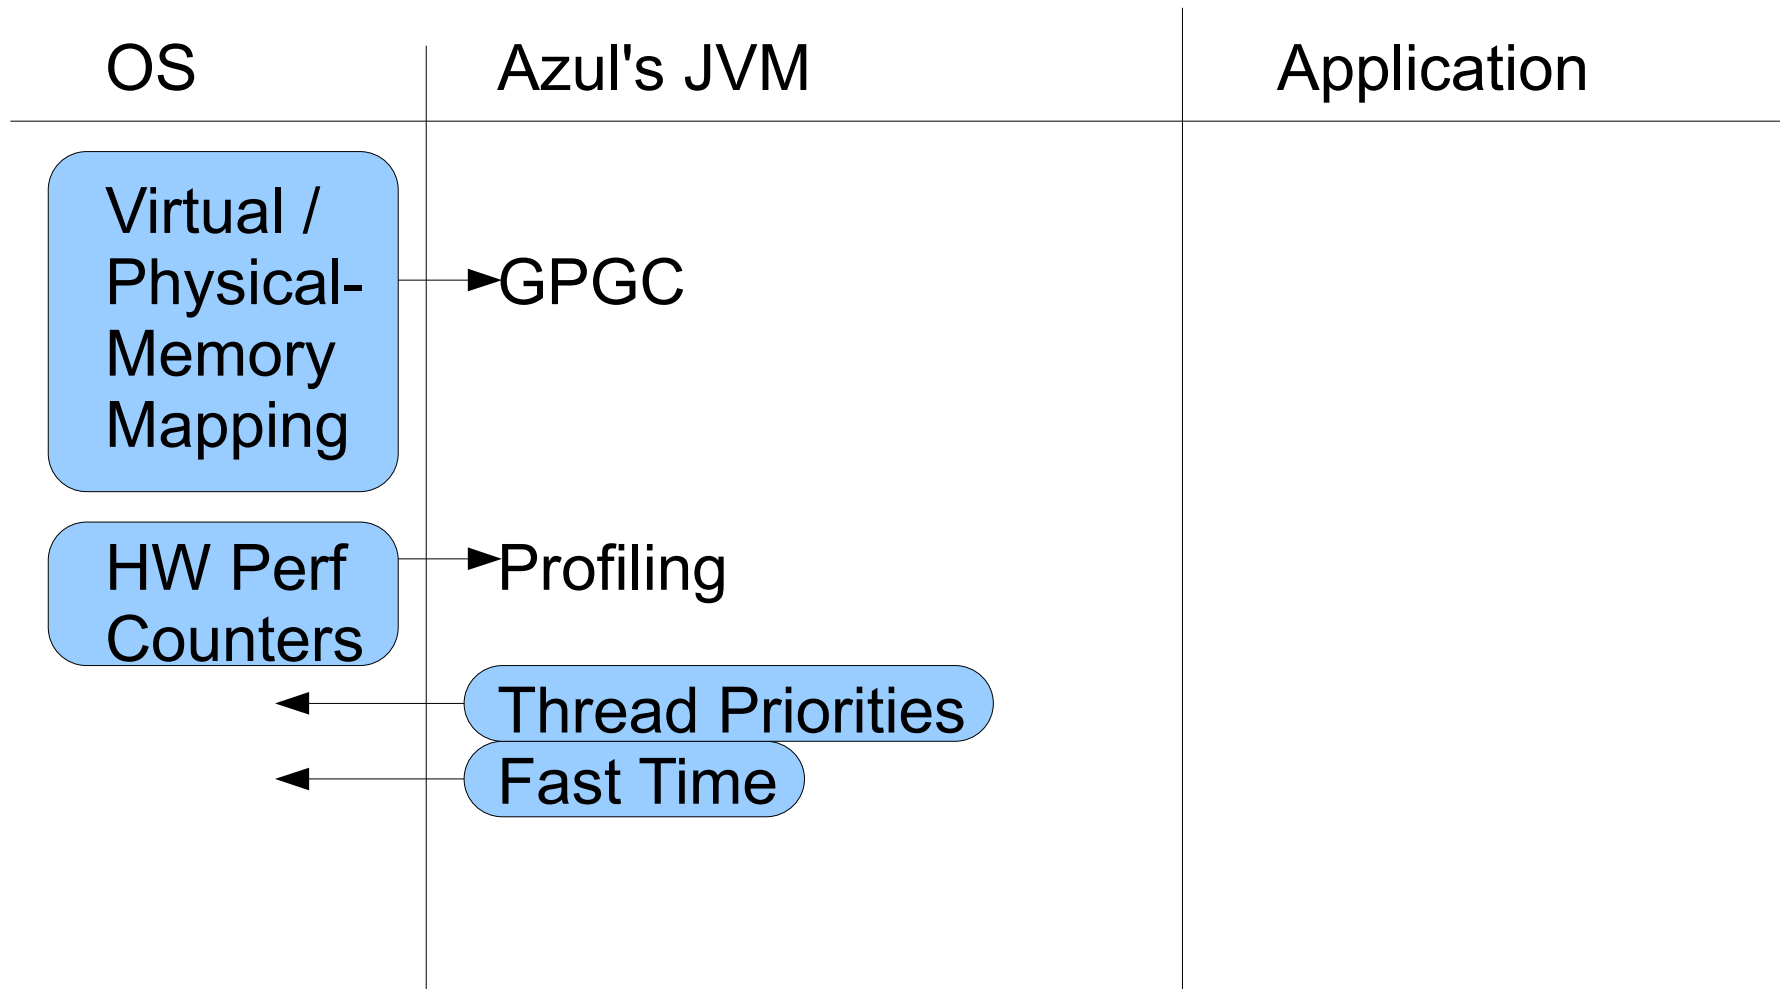 OS
Azul's JVM
Application
Virtual /
Physical-
Memory
Mapping
GPGC
HW Perf
Counters
Profiling
Thread Priorities
Fast Time